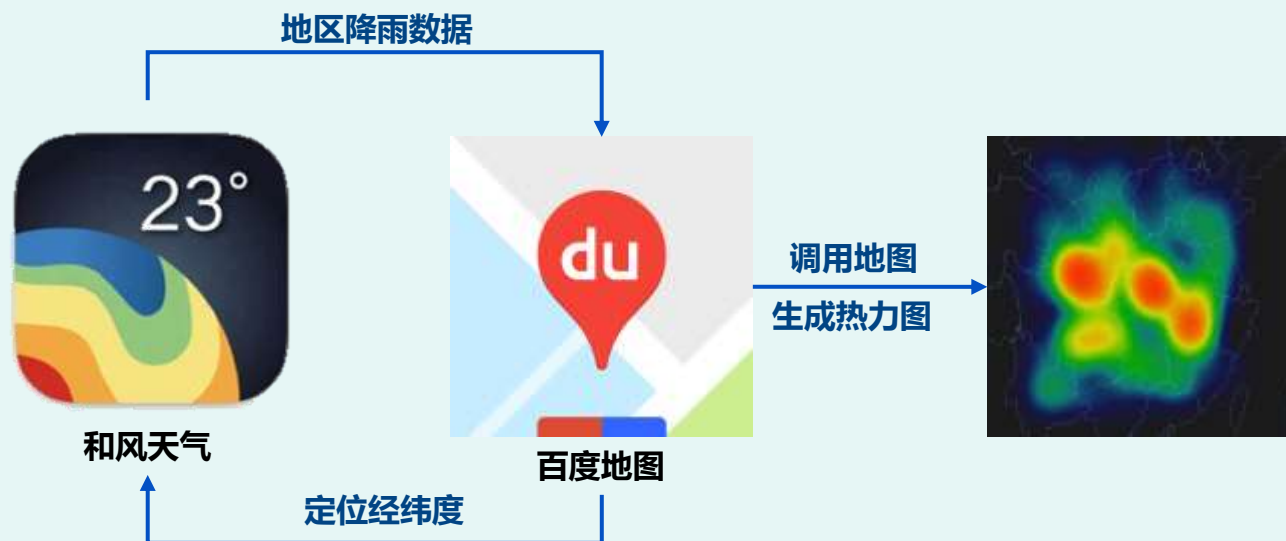 地区降雨数据
23°
du
调用地图
生成热力图
和风天气
百度地图
定位经纬度